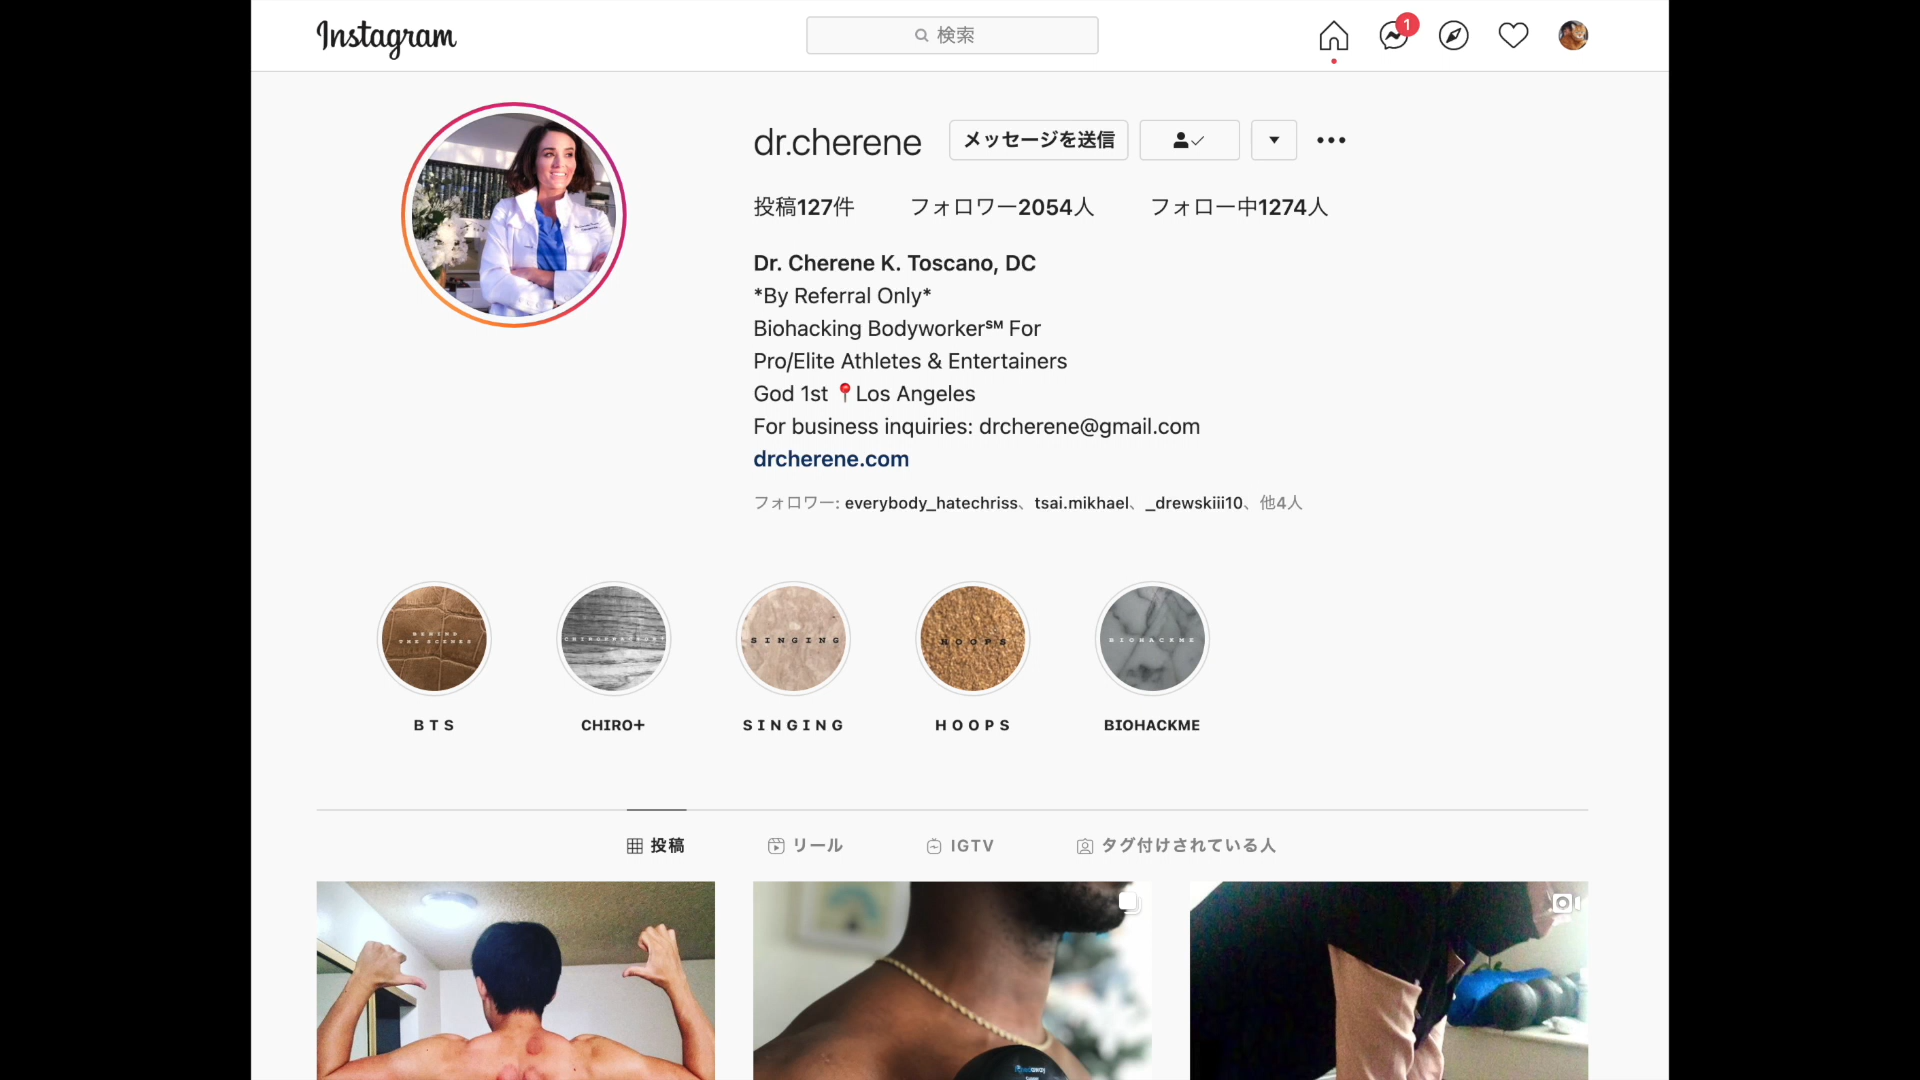 Instagram
検索
1
dr.cherene
メッセージを送信
投稿127件 フォロワー2054人 フォロー中1274人
Dr. Cherene K. Toscano, DC
*By Referral Only*
Biohacking Bodyworker℠ For
Pro/Elite Athletes & Entertainers
God 1st 📍Los Angeles
For business inquiries: drcherene@gmail.com
drcherene.com
フォロワー: everybody_hatechriss、tsai.mikhael、_drewskiii10、他4人
BEHIND
THE SCENES
CHIROPRACTORY
SINGING
HOOPS
BIOHACKME
B T S
CHIRO+
S I N G I N G
H O O P S
BIOHACKME
投稿
リール
IGTV
タグ付けされている人